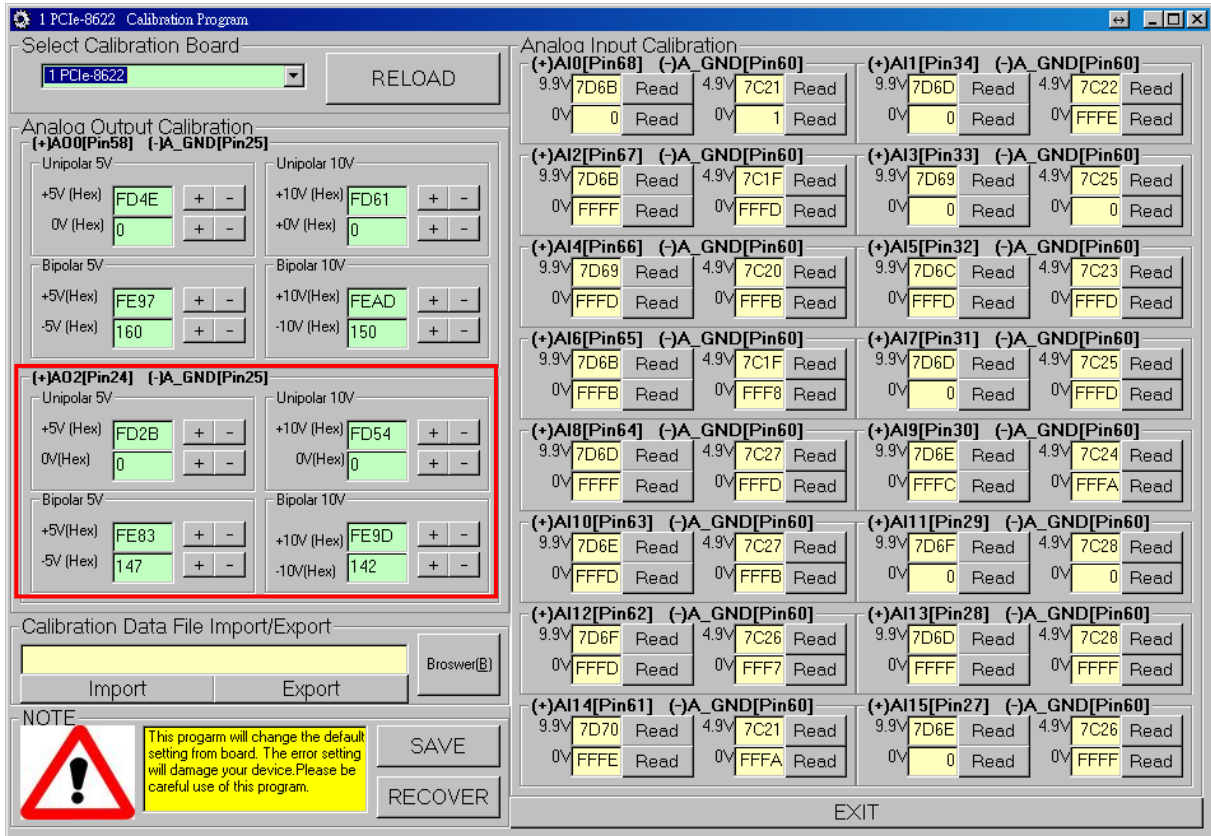 1 PCIe-8622 Calibration Program
Select Calibration Board
1 PCIe-8622
RELOAD
Analog Output Calibration
(+)AO0[Pin58] (-)A_GND[Pin25]
Unipolar 5V
Unipolar 10V
+5V (Hex) FD4E + - +10V (Hex) FD61 + -
0V (Hex) 0 + - +0V (Hex) 0 + -
Bipolar 5V
Bipolar 10V
+5V(Hex) FE97 + - +10V(Hex) FEAD + -
-5V (Hex) 160 + - -10V (Hex) 150 + -
(+)AO2[Pin24] (-)A_GND[Pin25]
Unipolar 5V
Unipolar 10V
+5V (Hex) FD2B + - +10V (Hex) FD54 + -
0V(Hex) 0 + - 0V(Hex) 0 + -
Bipolar 5V
Bipolar 10V
+5V(Hex) FE83 + - +10V (Hex) FE9D + -
-5V (Hex) 147 + - -10V(Hex) 142 + -
Calibration Data File Import/Export
Broswer(B)
Import Export
NOTE
This progarm will change the default
setting from board. The error setting
will damage your device.Please be
careful use of this program.
SAVE
RECOVER
Analog Input Calibration
(+)AI0[Pin68] (-)A_GND[Pin60] (+)AI1[Pin34] (-)A_GND[Pin60]
9.9V 7D6B Read 4.9V 7C21 Read 9.9V 7D6D Read 4.9V 7C22 Read
0V 0 Read 0V 1 Read 0V 0 Read 0V FFFE Read
(+)AI2[Pin67] (-)A_GND[Pin60] (+)AI3[Pin33] (-)A_GND[Pin60]
9.9V 7D6B Read 4.9V 7C1F Read 9.9V 7D69 Read 4.9V 7C25 Read
0V FFFF Read 0V FFFD Read 0V 0 Read 0V 0 Read
(+)AI4[Pin66] (-)A_GND[Pin60] (+)AI5[Pin32] (-)A_GND[Pin60]
9.9V 7D69 Read 4.9V 7C20 Read 9.9V 7D6C Read 4.9V 7C23 Read
0V FFFD Read 0V FFFB Read 0V FFFD Read 0V FFFD Read
(+)AI6[Pin65] (-)A_GND[Pin60] (+)AI7[Pin31] (-)A_GND[Pin60]
9.9V 7D6B Read 4.9V 7C1F Read 9.9V 7D6D Read 4.9V 7C25 Read
0V FFFB Read 0V FFF8 Read 0V 0 Read 0V FFFD Read
(+)AI8[Pin64] (-)A_GND[Pin60] (+)AI9[Pin30] (-)A_GND[Pin60]
9.9V 7D6D Read 4.9V 7C27 Read 9.9V 7D6E Read 4.9V 7C24 Read
0V FFFF Read 0V FFFD Read 0V FFFC Read 0V FFFA Read
(+)AI10[Pin63] (-)A_GND[Pin60] (+)AI11[Pin29] (-)A_GND[Pin60]
9.9V 7D6E Read 4.9V 7C27 Read 9.9V 7D6F Read 4.9V 7C28 Read
0V FFFD Read 0V FFFB Read 0V 0 Read 0V 0 Read
(+)AI12[Pin62] (-)A_GND[Pin60] (+)AI13[Pin28] (-)A_GND[Pin60]
9.9V 7D6F Read 4.9V 7C26 Read 9.9V 7D6D Read 4.9V 7C28 Read
0V FFFD Read 0V FFF7 Read 0V FFFF Read 0V FFFF Read
(+)AI14[Pin61] (-)A_GND[Pin60] (+)AI15[Pin27] (-)A_GND[Pin60]
9.9V 7D70 Read 4.9V 7C21 Read 9.9V 7D6E Read 4.9V 7C26 Read
0V FFFE Read 0V FFFA Read 0V 0 Read 0V FFFF Read
EXIT